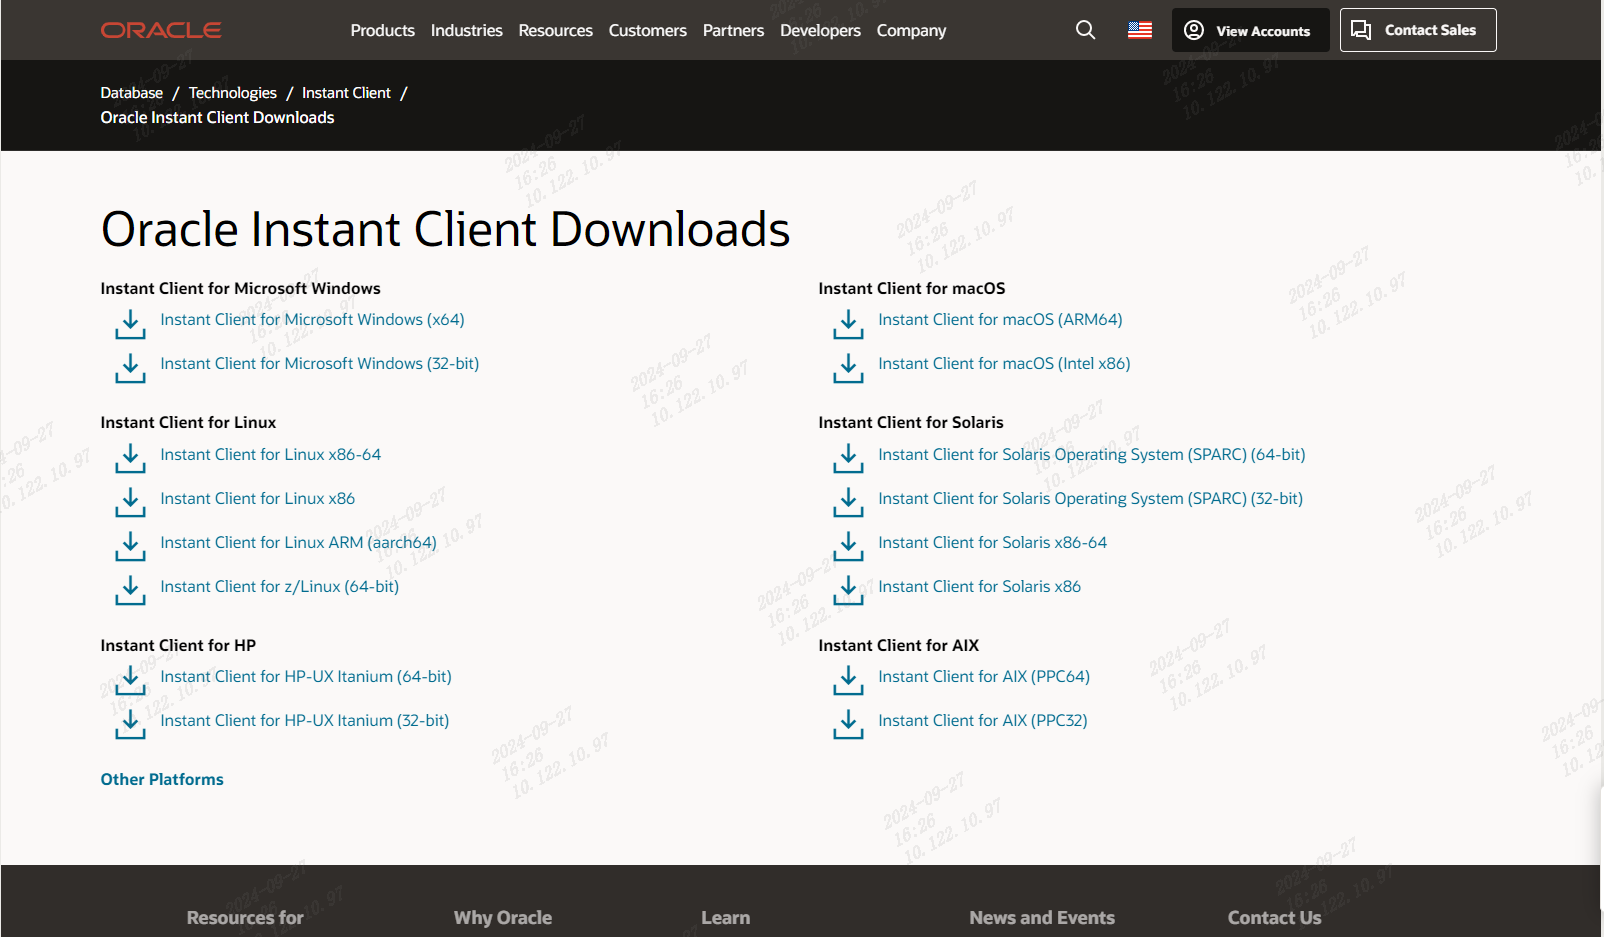 ORACLE
Products Industries Resources Customers Partners Developers Company
View Accounts
Contact Sales
Database / Technologies / Instant Client /
Oracle Instant Client Downloads
Oracle Instant Client Downloads
Instant Client for Microsoft Windows
Instant Client for Microsoft Windows (x64)
Instant Client for Microsoft Windows (32-bit)
Instant Client for macOS
Instant Client for macOS (ARM64)
Instant Client for macOS (Intel x86)
Instant Client for Linux
Instant Client for Linux x86-64
Instant Client for Linux x86
Instant Client for Linux ARM (aarch64)
Instant Client for z/Linux (64-bit)
Instant Client for Solaris
Instant Client for Solaris Operating System (SPARC) (64-bit)
Instant Client for Solaris Operating System (SPARC) (32-bit)
Instant Client for Solaris x86-64
Instant Client for Solaris x86
Instant Client for HP
Instant Client for HP-UX Itanium (64-bit)
Instant Client for HP-UX Itanium (32-bit)
Instant Client for AIX
Instant Client for AIX (PPC64)
Instant Client for AIX (PPC32)
Other Platforms
Resources for
Why Oracle
Learn
News and Events
Contact Us
2024-09-27
16:26
10.122.10.97